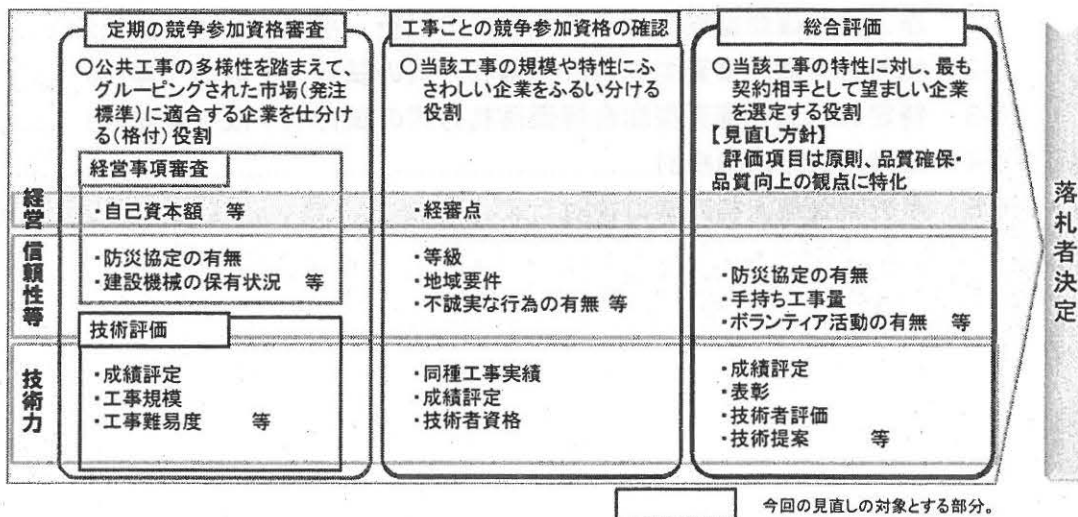 定期の競争参加資格審査
○公共工事の多様性を踏まえて、
グルーピングされた市場(発注
標準)に適合する企業を仕分け
る(格付)役割
経営事項審査
・自己資本額 等
・防災協定の有無
・建設機械の保有状況 等
技術評価
・成績評定
・工事規模
・工事難易度 等
工事ごとの競争参加資格の確認
○当該工事の規模や特性にふ
さわしい企業をふるい分ける
役割
・経審点
・等級
・地域要件
・不誠実な行為の有無 等
・同種工事実績
・成績評定
・技術者資格
総合評価
○当該工事の特性に対し、最も
契約相手として望ましい企業
を選定する役割
【見直し方針】
評価項目は原則、品質確保・
品質向上の観点に特化
・防災協定の有無
・手持ち工事量
・ボランティア活動の有無 等
・成績評定
・表彰
・技術者評価
・技術提案 等
経営
信頼性等
技術力
落札者決定
今回の見直しの対象とする部分。